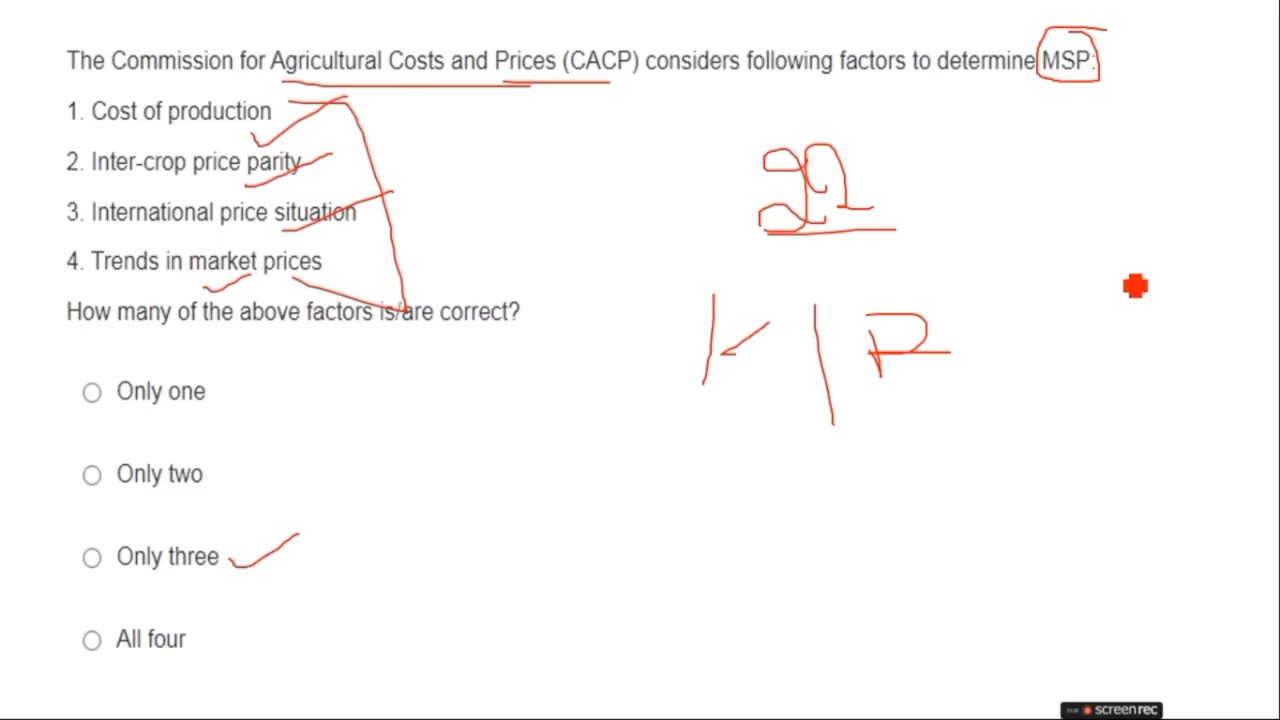 The Commission for Agricultural Costs and Prices (CACP) considers following factors to determine MSP:
1. Cost of production
2. Inter-crop price parity
3. International price situation
22
4. Trends in market prices
How many of the above factors is/are correct?
K | R
Only one
Only two
Only three
All four
screenrec